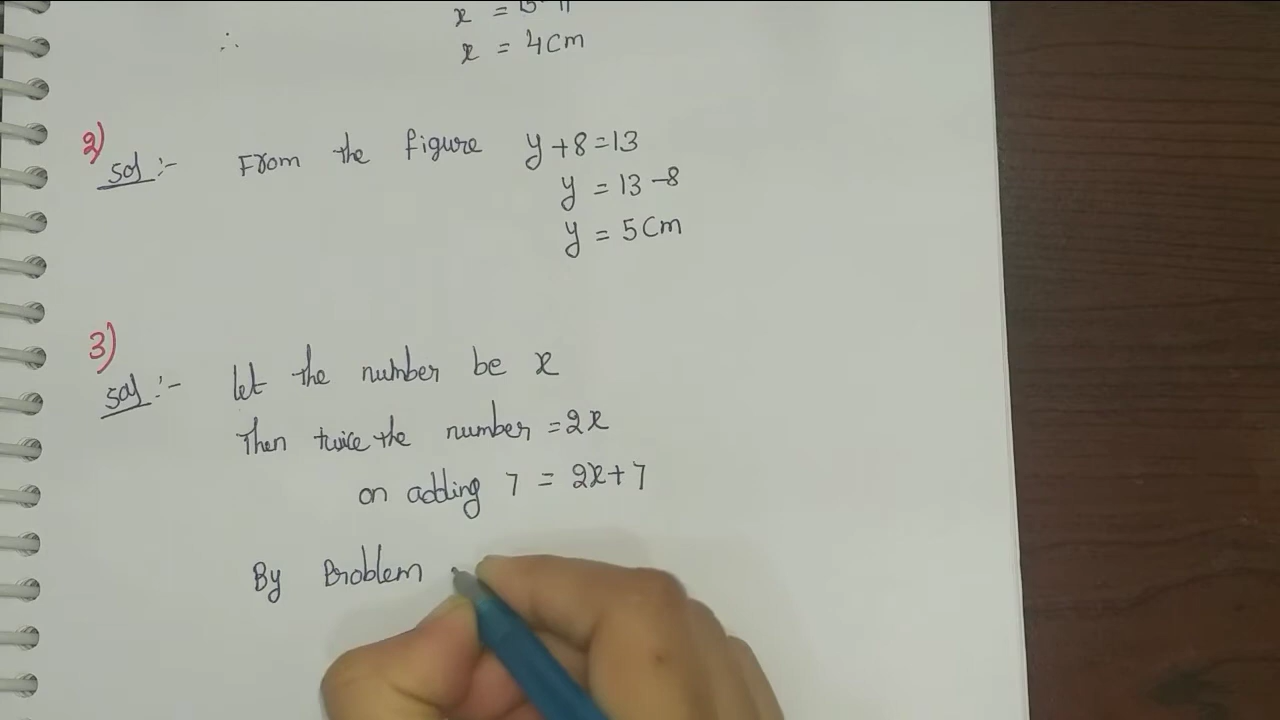 x =
∴ x = 4cm
2)
Sol :- From the figure y+8=13
y = 13-8
y = 5cm
3)
Sol :- Let the number be x
Then twice the number = 2x
on adding 7 = 2x+7
By Problem